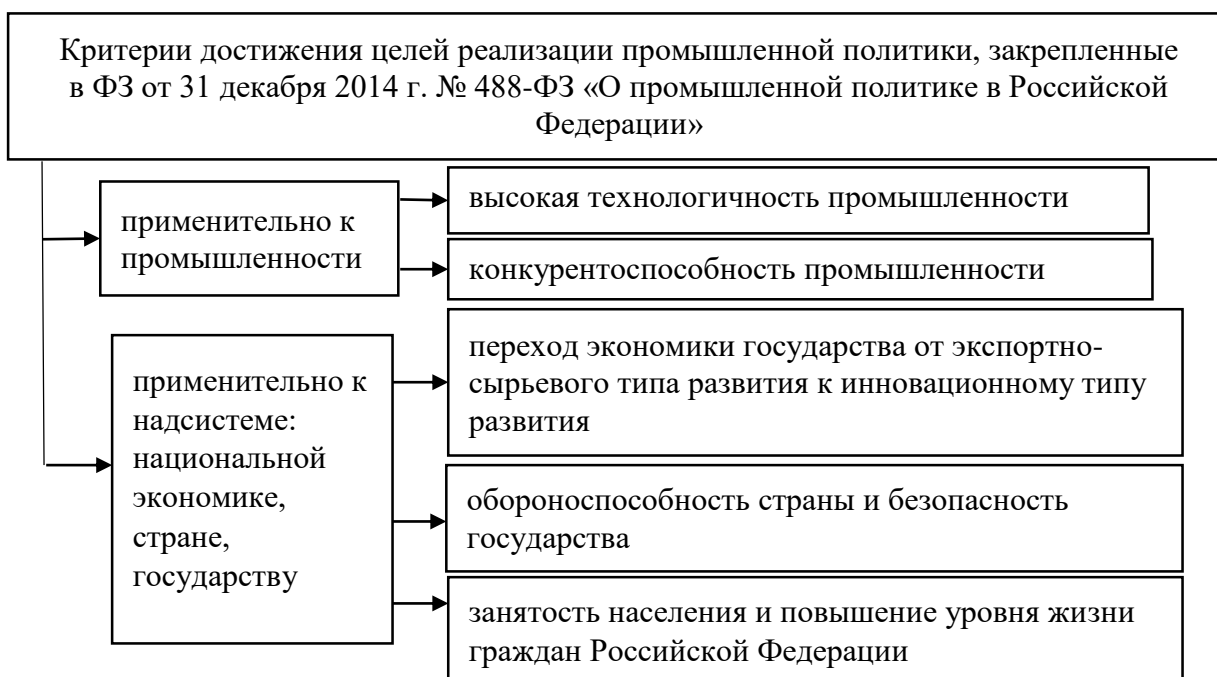 Критерии достижения целей реализации промышленной политики, закрепленные
в ФЗ от 31 декабря 2014 г. № 488-ФЗ «О промышленной политике в Российской
Федерации»
применительно к
промышленности
высокая технологичность промышленности
конкурентоспособность промышленности
применительно к
надсистеме:
национальной
экономике,
стране,
государству
переход экономики государства от экспортно-
сырьевого типа развития к инновационному типу
развития
обороноспособность страны и безопасность
государства
занятость населения и повышение уровня жизни
граждан Российской Федерации